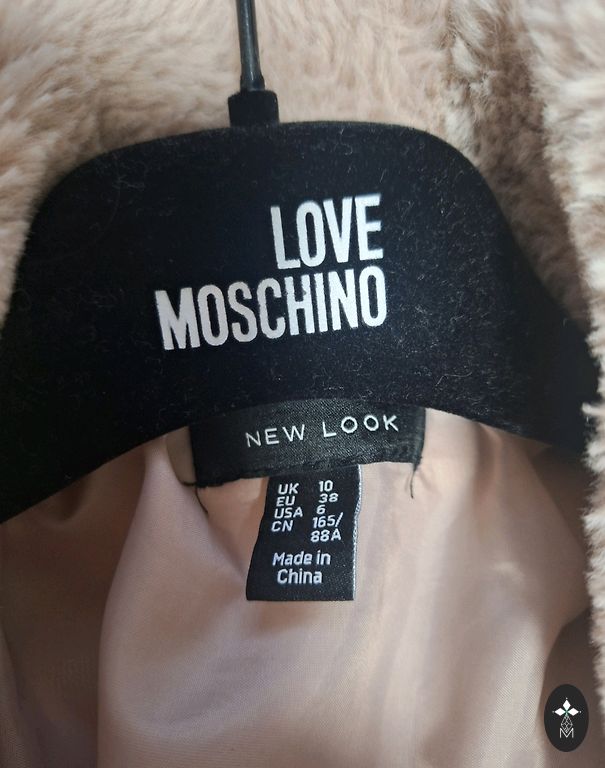 LOVE
MOSCHINO
NEW LOOK
UK 10
EU 38
USA 6
CN 165/
88A
Made in
China
M